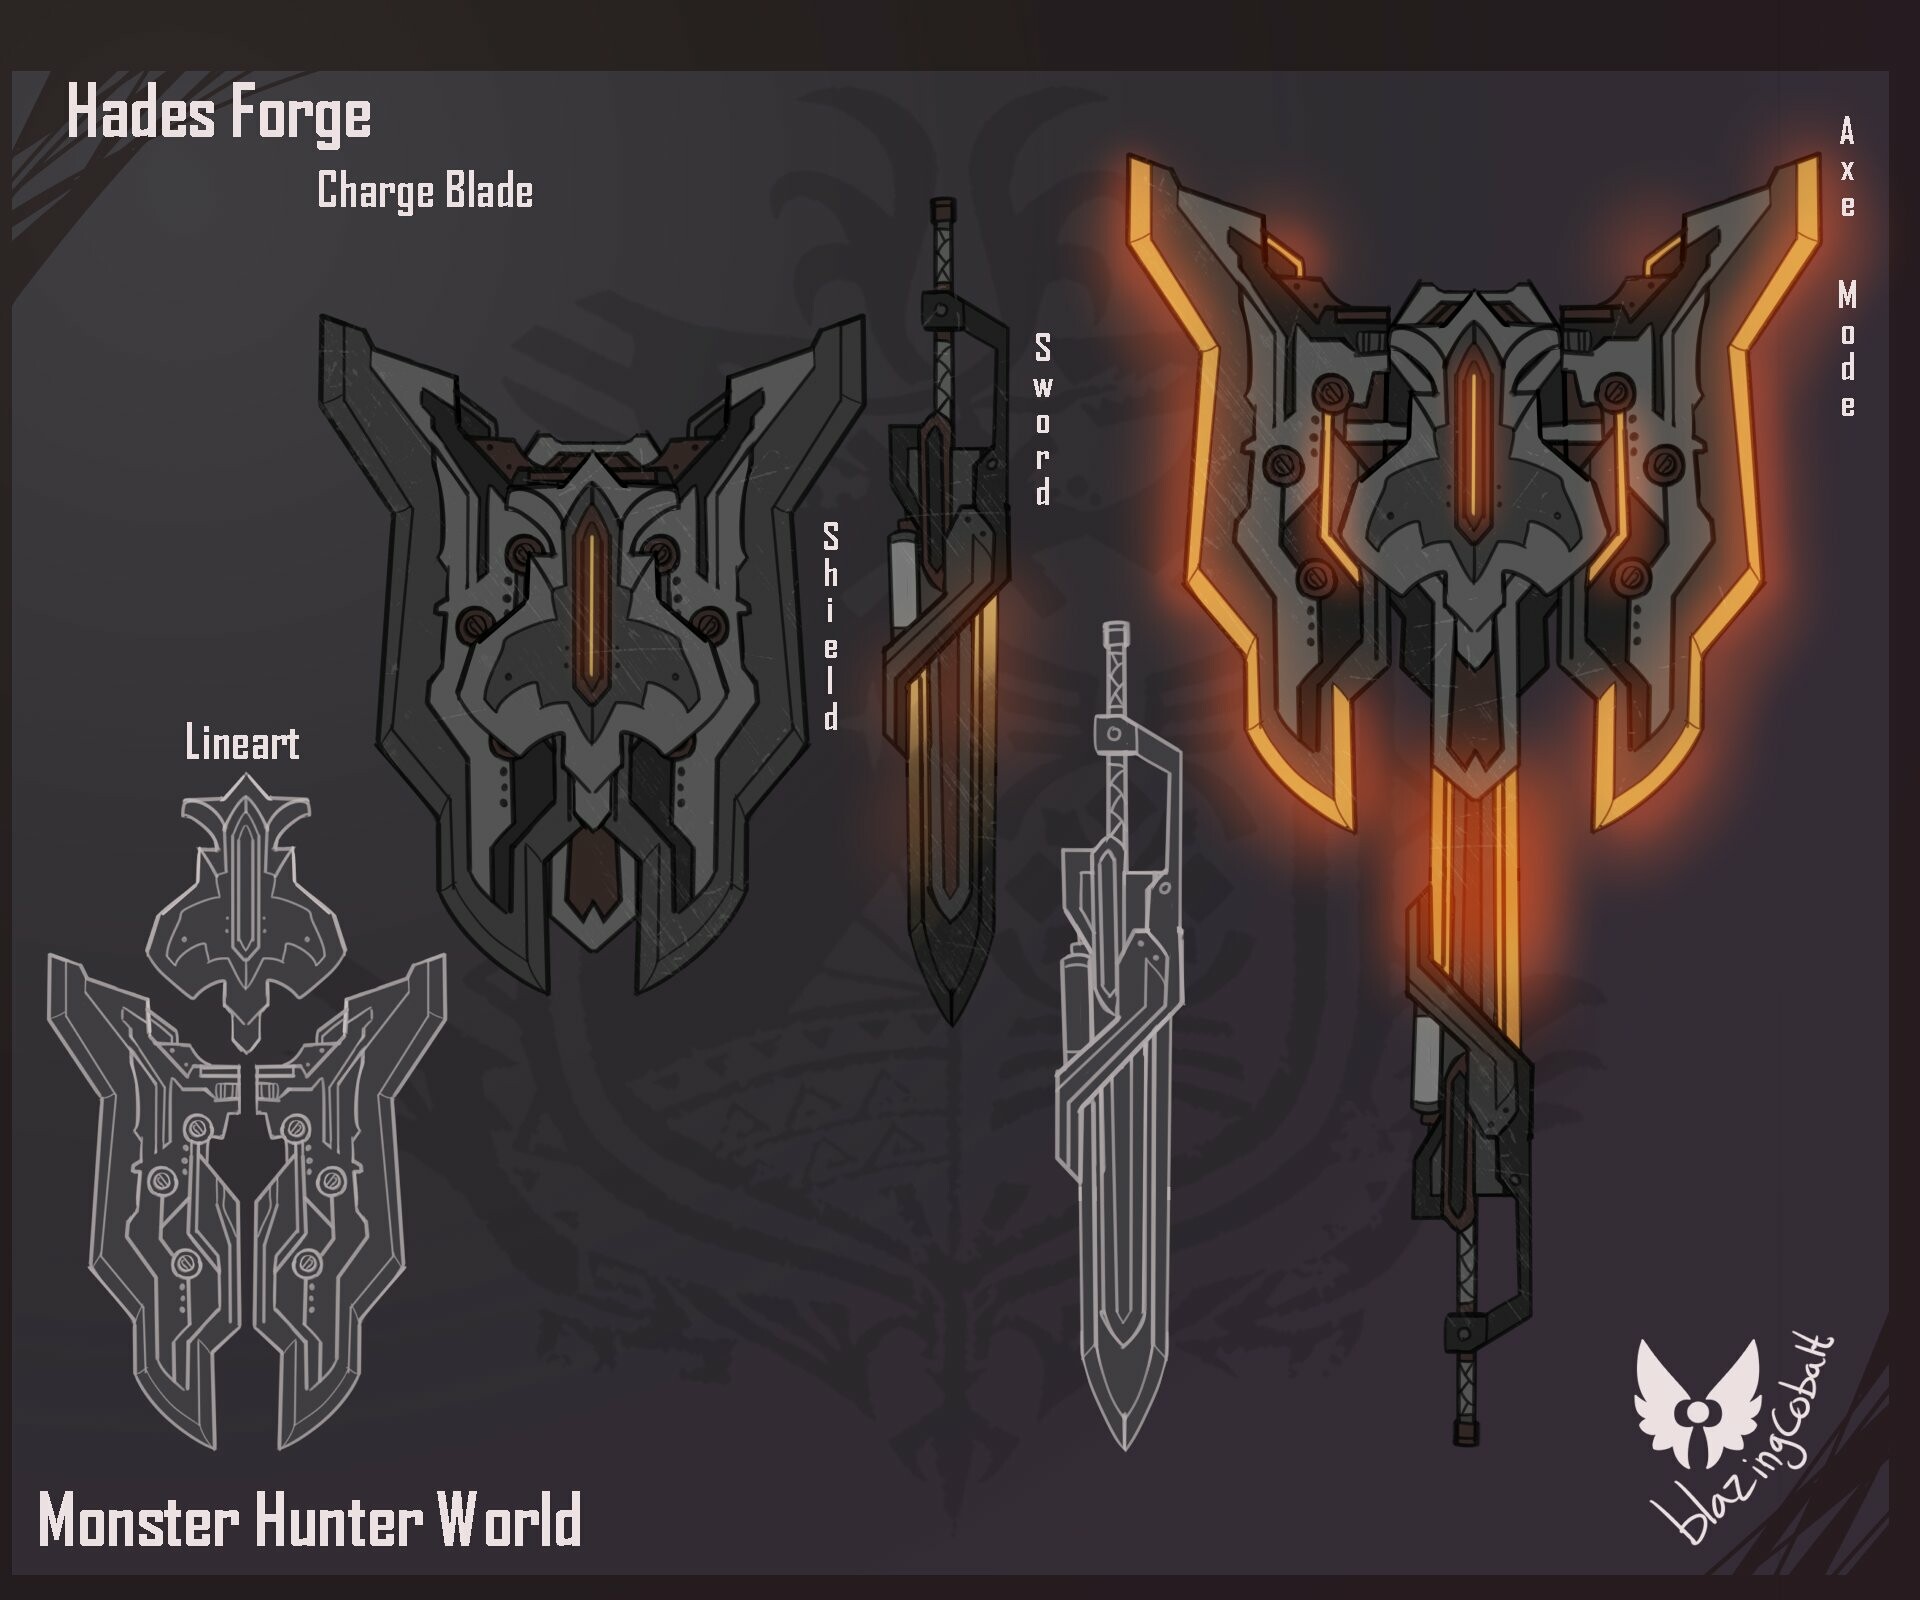 Hades Forge
Charge Blade
Axe Mode
Sword
Shield
Lineart
Monster Hunter World
blazingCobalt